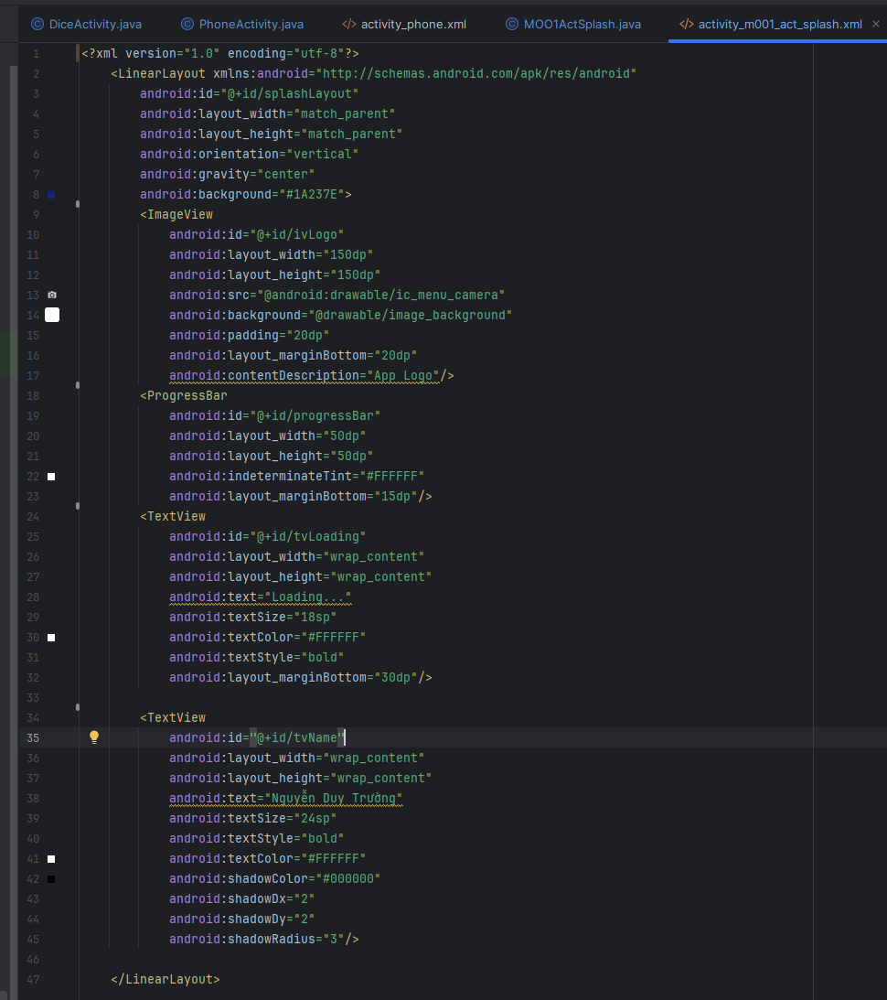 DiceActivity.java PhoneActivity.java </> activity_phone.xml MOO1ActSplash.java </> activity_m001_act_splash.xml ×
1 <?xml version="1.0" encoding="utf-8"?>
2 <LinearLayout xmlns:android="http://schemas.android.com/apk/res/android"
3 android:id="@+id/splashLayout"
4 android:layout_width="match_parent"
5 android:layout_height="match_parent"
6 android:orientation="vertical"
7 android:gravity="center"
8 android:background="#1A237E">
9 <ImageView
10 android:id="@+id/ivLogo"
11 android:layout_width="150dp"
12 android:layout_height="150dp"
13 android:src="@android:drawable/ic_menu_camera"
14 android:background="@drawable/image_background"
15 android:padding="20dp"
16 android:layout_marginBottom="20dp"
17 android:contentDescription="App Logo"/>
18 <ProgressBar
19 android:id="@+id/progressBar"
20 android:layout_width="50dp"
21 android:layout_height="50dp"
22 android:indeterminateTint="#FFFFFF"
23 android:layout_marginBottom="15dp"/>
24 <TextView
25 android:id="@+id/tvLoading"
26 android:layout_width="wrap_content"
27 android:layout_height="wrap_content"
28 android:text="Loading..."
29 android:textSize="18sp"
30 android:textColor="#FFFFFF"
31 android:textStyle="bold"
32 android:layout_marginBottom="30dp"/>
33
34 <TextView
35 android:id="@+id/tvName"
36 android:layout_width="wrap_content"
37 android:layout_height="wrap_content"
38 android:text="Nguyễn Duy Trường"
39 android:textSize="24sp"
40 android:textStyle="bold"
41 android:textColor="#FFFFFF"
42 android:shadowColor="#000000"
43 android:shadowDx="2"
44 android:shadowDy="2"
45 android:shadowRadius="3"/>
46
47 </LinearLayout>